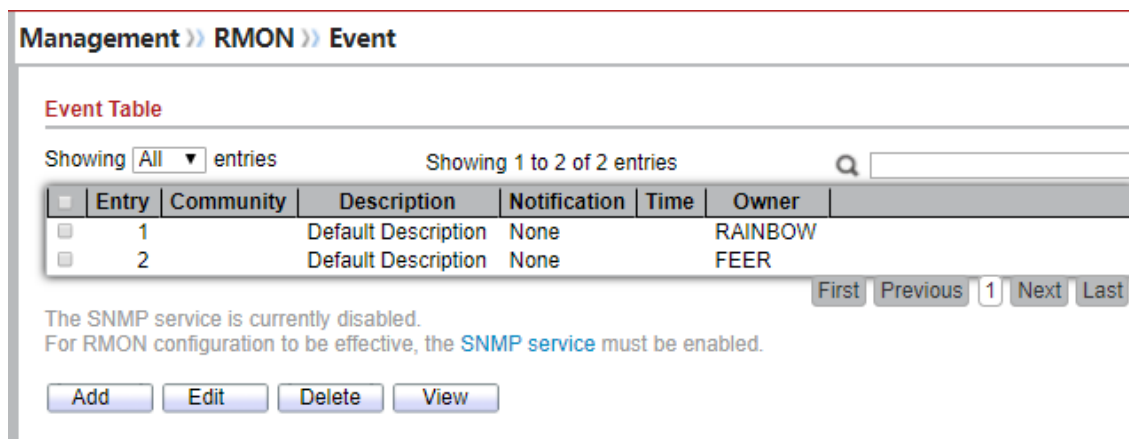 Management » RMON » Event
Event Table
Showing All ▼ entries Showing 1 to 2 of 2 entries
Entry Community Description Notification Time Owner
1 Default Description None RAINBOW
2 Default Description None FEER
First Previous 1 Next Last
The SNMP service is currently disabled.
For RMON configuration to be effective, the SNMP service must be enabled.
Add Edit Delete View